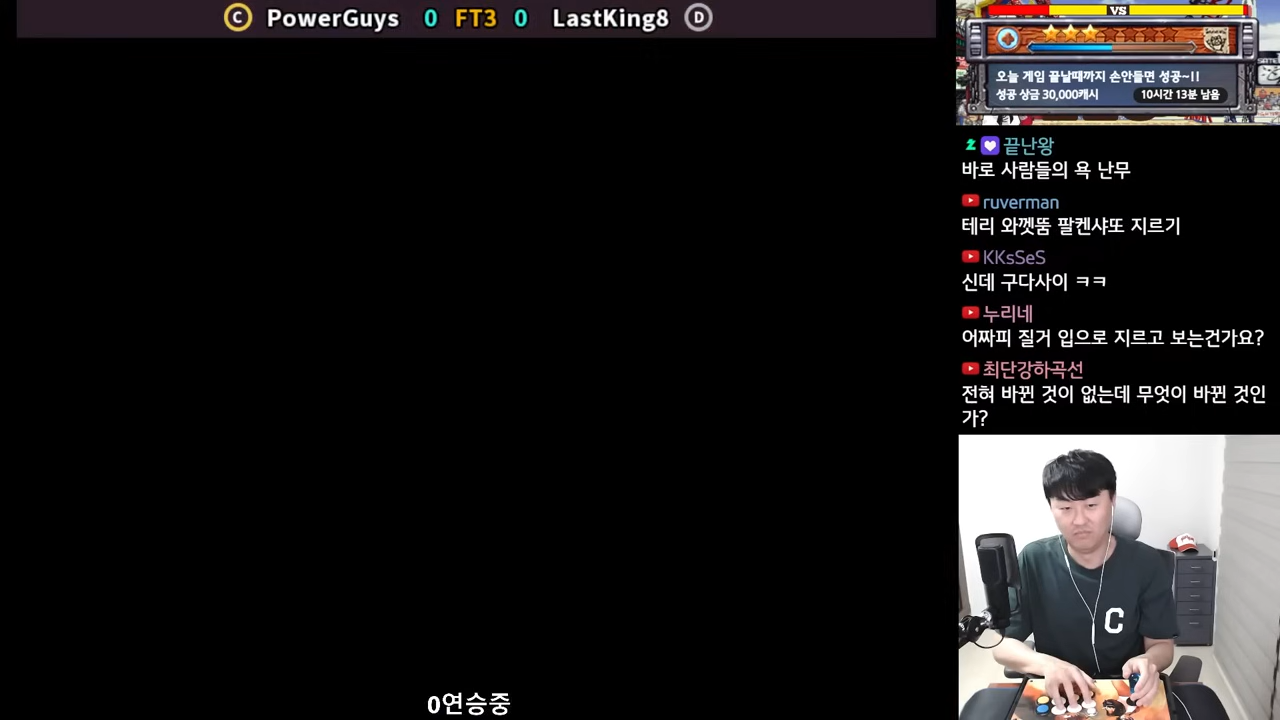 C PowerGuys 0 FT3 0 LastKing8 D
VS
오늘 게임 끝날때까지 손안들면 성공~!!
성공 상금 30,000캐시 10시간 13분 남음
끝난왕
바로 사람들의 욕 난무
ruverman
테리 와껫뚬 팔켄샤또 지르기
KKsSeS
신데 구다사이 ㅋㅋ
누리네
어짜피 질거 입으로 지르고 보는건가요?
최단강하곡선
전혀 바뀐 것이 없는데 무엇이 바뀐 것인
가?
C
0연승중